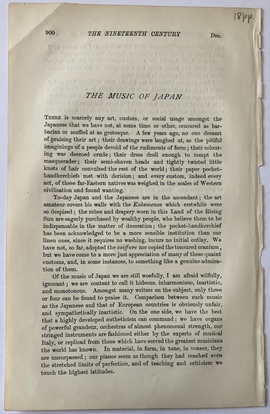 1899
900 THE NINETEENTH CENTURY Dec.
THE MUSIC OF JAPAN
THERE is scarcely any art, custom, or social usage amongst the
Japanese that we have not, at some time or other, censured as bar-
barian or scoffed at as grotesque. A few years ago, no one dreamt
of praising their art; their drawings were laughed at, as the pitiful
imaginings of a people devoid of the rudiments of form; their colour-
ing was deemed crude; their dress droll enough to tempt the
masquerader; their semi-shaven heads and tightly twisted little
knots of hair convulsed the rest of the world; their paper pocket-
handkerchiefs met with derision; and every custom, indeed every
act, of these far-Eastern natives was weighed in the scales of Western
civilisation and found wanting.
To-day Japan and the Japanese are in the ascendant; the art
amateur covers his walls with the which erstwhile were
so despised; the robes and drapery worn in this Land of the Rising
Sun are eagerly purchased by wealthy people, who believe them to be
indispensable in the matter of decoration; the pocket-handkerchief
has been acknowledged to be a more sensible institution than our
linen ones, since it requires no washing, incurs no initial outlay. We
have not, so far, adopted the coiffure nor copied the tonsured cranium,
but we have come to a more just appreciation of many of these quaint
customs, and, in some instances, to something like a genuine admira-
tion of them.
Of the music of Japan we are still woefully, I am afraid wilfully,
ignorant; we are content to call it hideous, inharmonious, inartistic,
and monotonous. Amongst many writers on the subject, only three
or four can be found to praise it. Comparison between such music
as the Japanese and that of European countries is obviously unfair,
and sympathetically inartistic. On the one side, we have the best
that a highly developed æstheticism can command; we have organs
of powerful grandeur, orchestras of almost phenomenal strength, our
stringed instruments are fashioned either by the experts of musical
Italy, or replicad from those which have served the greatest musicians
the world has known. In material, in form, in tone, in veneer, they
are unsurpassed; our pianos seem as though they had reached even
the stretched limits of perfection, and of teaching and criticism we
touch the highest latitudes.